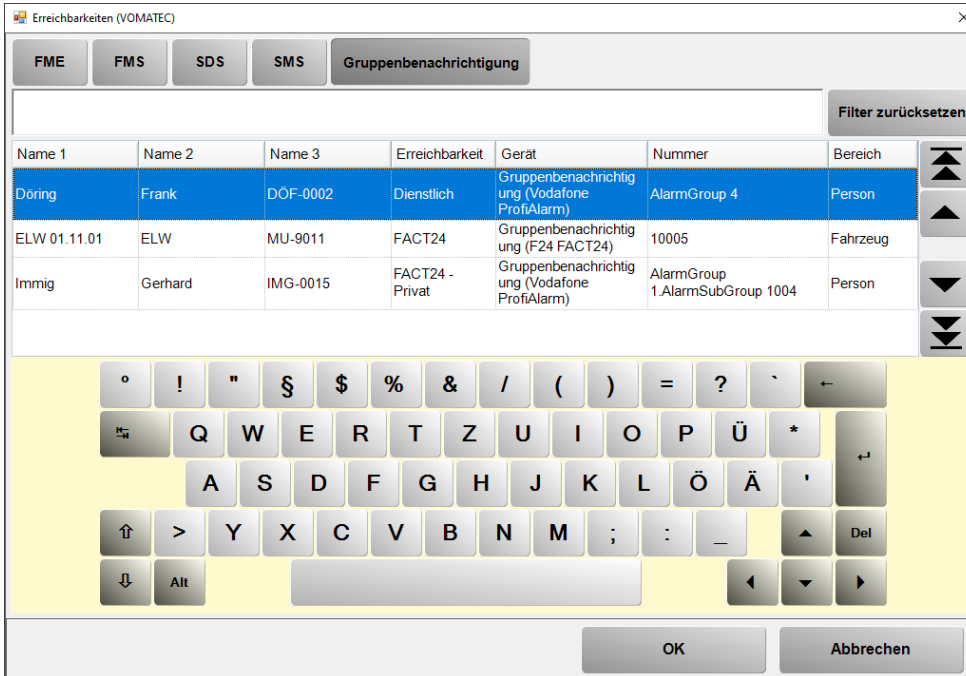 Erreichbarkeiten (VOMATEC)
FME FMS SDS SMS Gruppenbenachrichtigung
Filter zurücksetzen
Name 1 Name 2 Name 3 Erreichbarkeit Gerät Nummer Bereich
Döring Frank DÖF-0002 Dienstlich Gruppenbenachrichtig
ung (Vodafone
ProfiAlarm) AlarmGroup 4 Person
ELW 01.11.01 ELW MU-9011 FACT24 Gruppenbenachrichtig
ung (F24 FACT24) 10005 Fahrzeug
Immig Gerhard IMG-0015 FACT24 -
Privat Gruppenbenachrichtig
ung (Vodafone
ProfiAlarm) AlarmGroup
1.AlarmSubGroup 1004 Person
° ! " § $ % & / ( ) = ? ` ←
↹ Q W E R T Z U I O P Ü * ↵
A S D F G H J K L Ö Ä '
⇧ > Y X C V B N M ; : _ ▲ Del
⇩ Alt ◀ ▼ ▶
OK Abbrechen